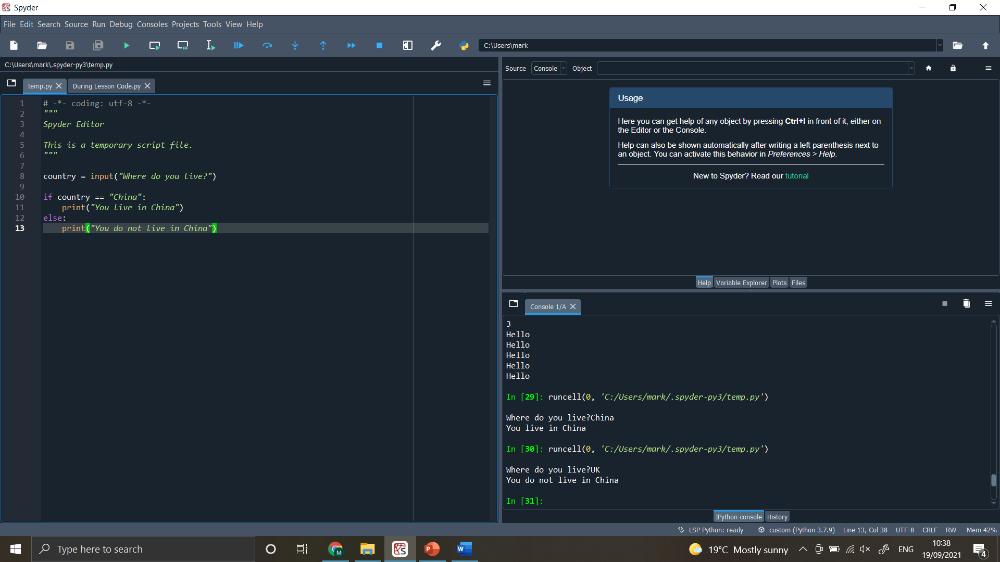 Spyder
File Edit Search Source Run Debug Consoles Projects Tools View Help
C:\Users\mark
C:\Users\mark\.spyder-py3\temp.py
temp.py
During Lesson Code.py
1 # -*- coding: utf-8 -*-
2 """
3 Spyder Editor
4
5 This is a temporary script file.
6 """
7
8 country = input("Where do you live?")
9
10 if country == "China":
11 print("You live in China")
12 else:
13 print("You do not live in China")
Source Console Object
Usage
Here you can get help of any object by pressing Ctrl+I in front of it, either on
the Editor or the Console.
Help can also be shown automatically after writing a left parenthesis next to
an object. You can activate this behavior in Preferences > Help.
New to Spyder? Read our tutorial
Help Variable Explorer Plots Files
Console 1/A
3
Hello
Hello
Hello
Hello
Hello
In [29]: runcell(0, 'C:/Users/mark/.spyder-py3/temp.py')
Where do you live?China
You live in China
In [30]: runcell(0, 'C:/Users/mark/.spyder-py3/temp.py')
Where do you live?UK
You do not live in China
In [31]:
IPython console History
LSP Python: ready custom (Python 3.7.9) Line 13, Col 38 UTF-8 CRLF RW Mem 42%
Type here to search
M
P
W
19°C Mostly sunny
ENG
10:38
19/09/2021
4